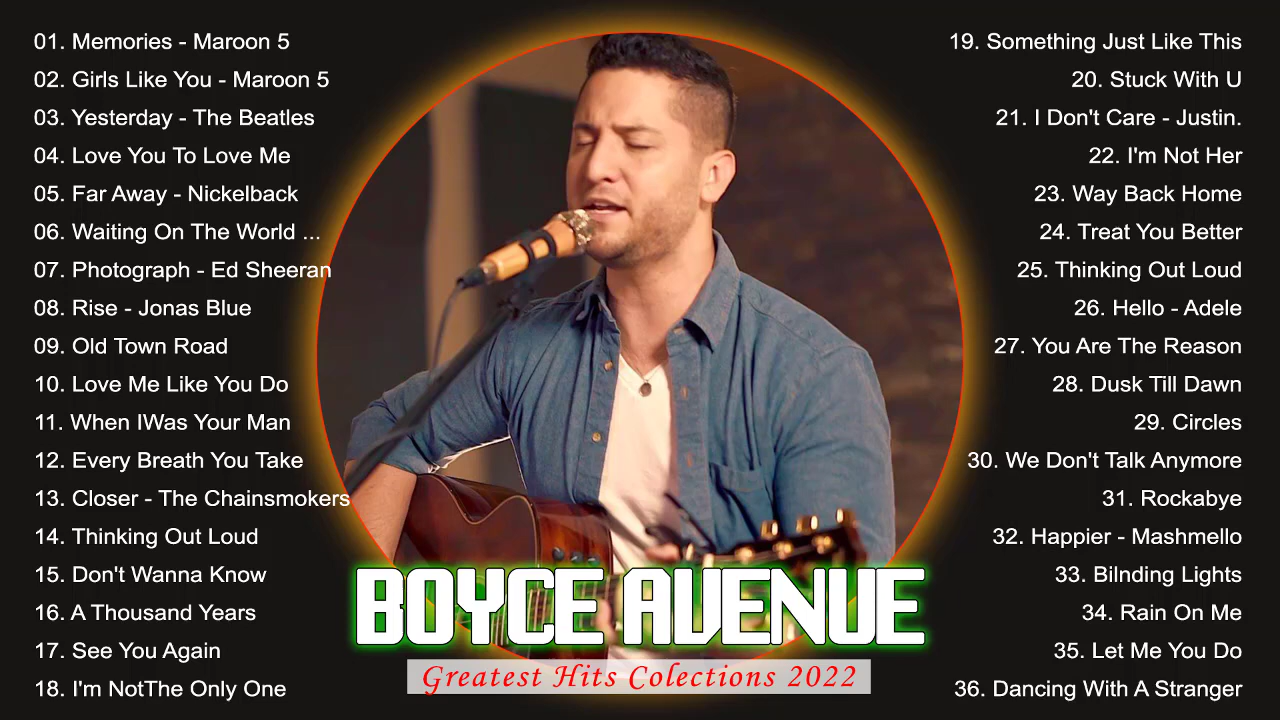 01. Memories - Maroon 5
02. Girls Like You - Maroon 5
03. Yesterday - The Beatles
04. Love You To Love Me
05. Far Away - Nickelback
06. Waiting On The World ...
07. Photograph - Ed Sheeran
08. Rise - Jonas Blue
09. Old Town Road
10. Love Me Like You Do
11. When IWas Your Man
12. Every Breath You Take
13. Closer - The Chainsmokers
14. Thinking Out Loud
15. Don't Wanna Know
16. A Thousand Years
17. See You Again
18. I'm NotThe Only One
BOYCE AVENUE
Greatest Hits Colections 2022
19. Something Just Like This
20. Stuck With U
21. I Don't Care - Justin.
22. I'm Not Her
23. Way Back Home
24. Treat You Better
25. Thinking Out Loud
26. Hello - Adele
27. You Are The Reason
28. Dusk Till Dawn
29. Circles
30. We Don't Talk Anymore
31. Rockabye
32. Happier - Mashmello
33. Bilnding Lights
34. Rain On Me
35. Let Me You Do
36. Dancing With A Stranger